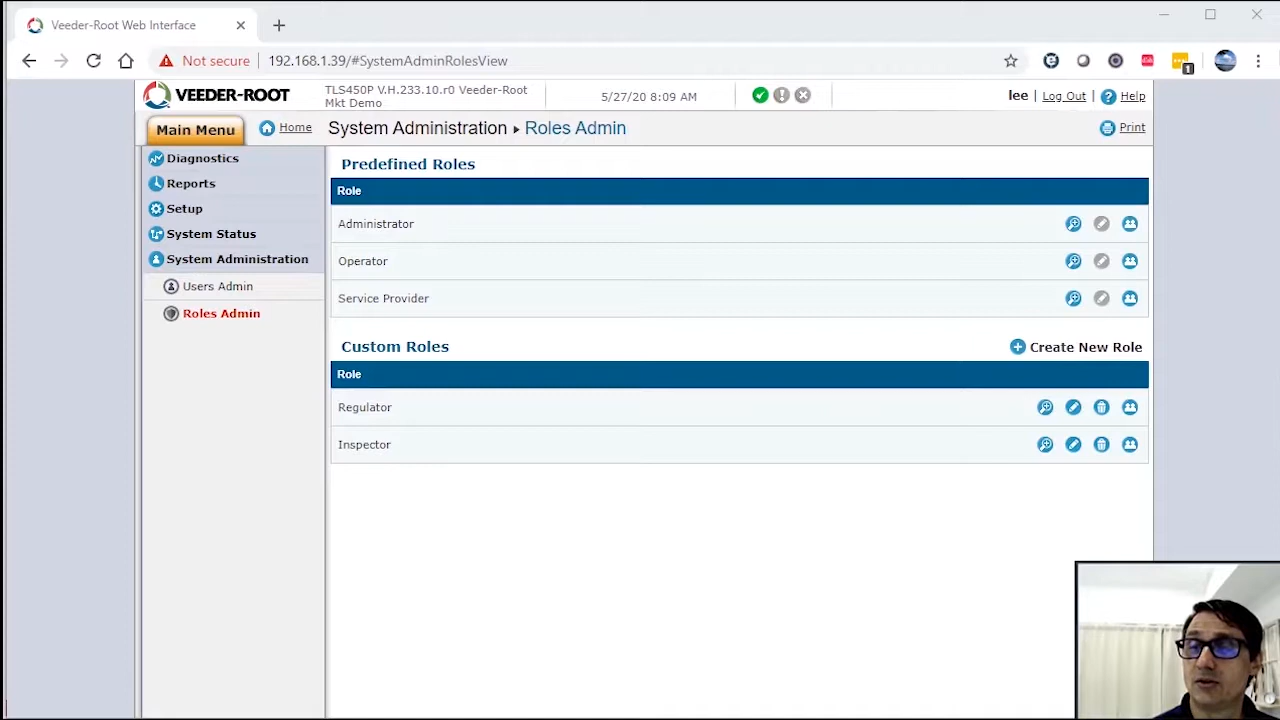 Veeder-Root Web Interface
Not secure 192.168.1.39/#SystemAdminRolesView
1
VEEDER-ROOT
TLS450P V.H.233.10.r0 Veeder-Root
Mkt Demo
5/27/20 8:09 AM
lee | Log Out | Help
Main Menu
Home
System Administration ▸ Roles Admin
Print
Diagnostics
Reports
Setup
System Status
System Administration
Users Admin
Roles Admin
Predefined Roles
Role
Administrator
Operator
Service Provider
Custom Roles
Create New Role
Role
Regulator
Inspector